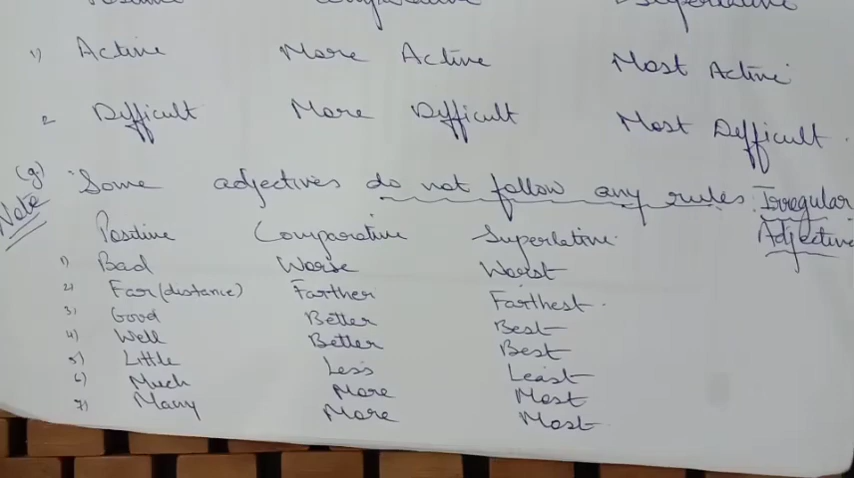 1) Active More Active Most Active
2 Difficult More Difficult Most Difficult.
(g) Some adjectives do not follow any rules. Irregular
Note Adjective
Positive Comparative Superletive
1) Bad Worse Worst
2) Far (distance) Farther Farthest.
3) Good Better Best
4) Well Better Best
5) Little Less Least
6) Much More Most
7) Many More Most